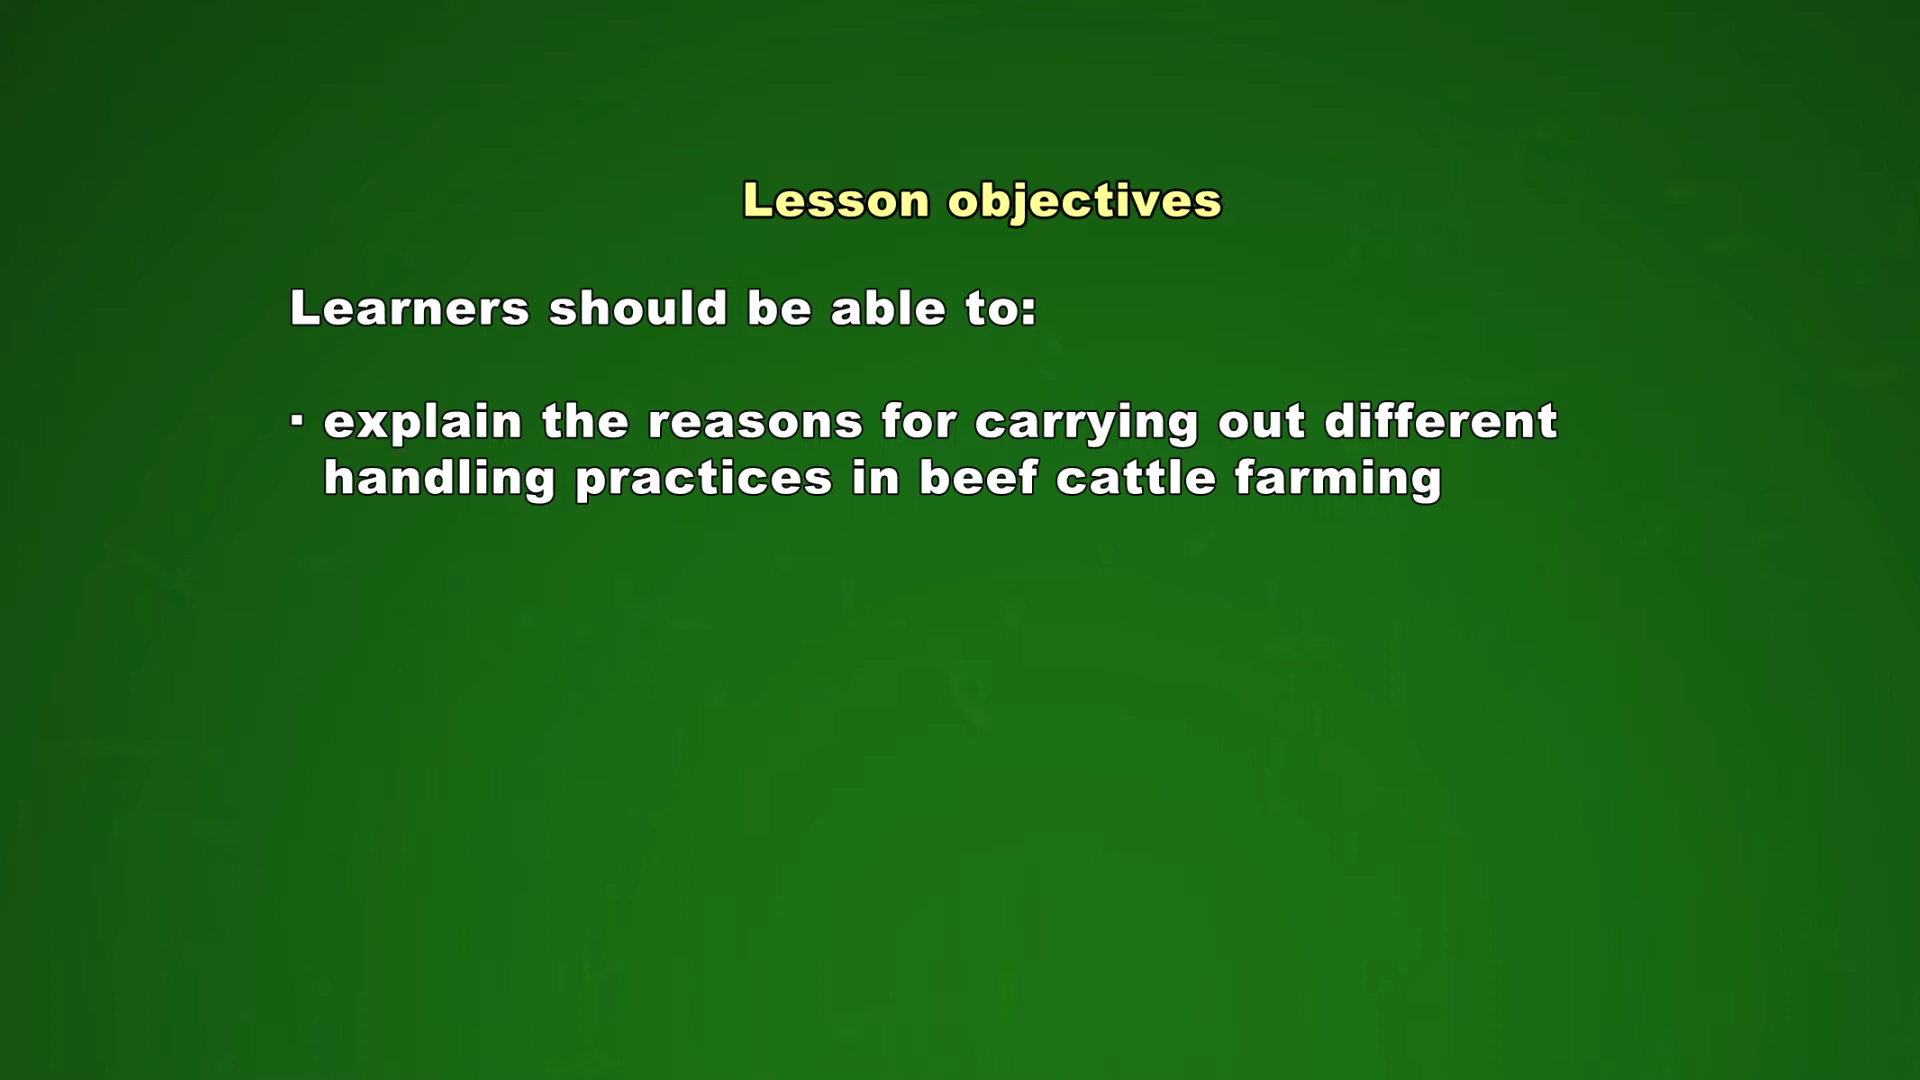 Lesson objectives
Learners should be able to:
· explain the reasons for carrying out different
handling practices in beef cattle farming